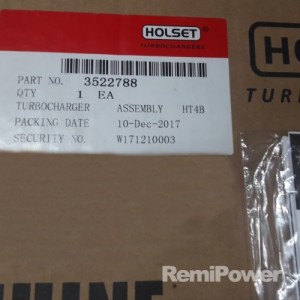 HOLSET
TURBOCHARGERS
PART NO. 3522788
QTY 1 EA
TURBOCHARGER ASSEMBLY HT4B
PACKING DATE 10-Dec-2017
SECURITY NO. W171210003
HOL
TURB
RemiPower